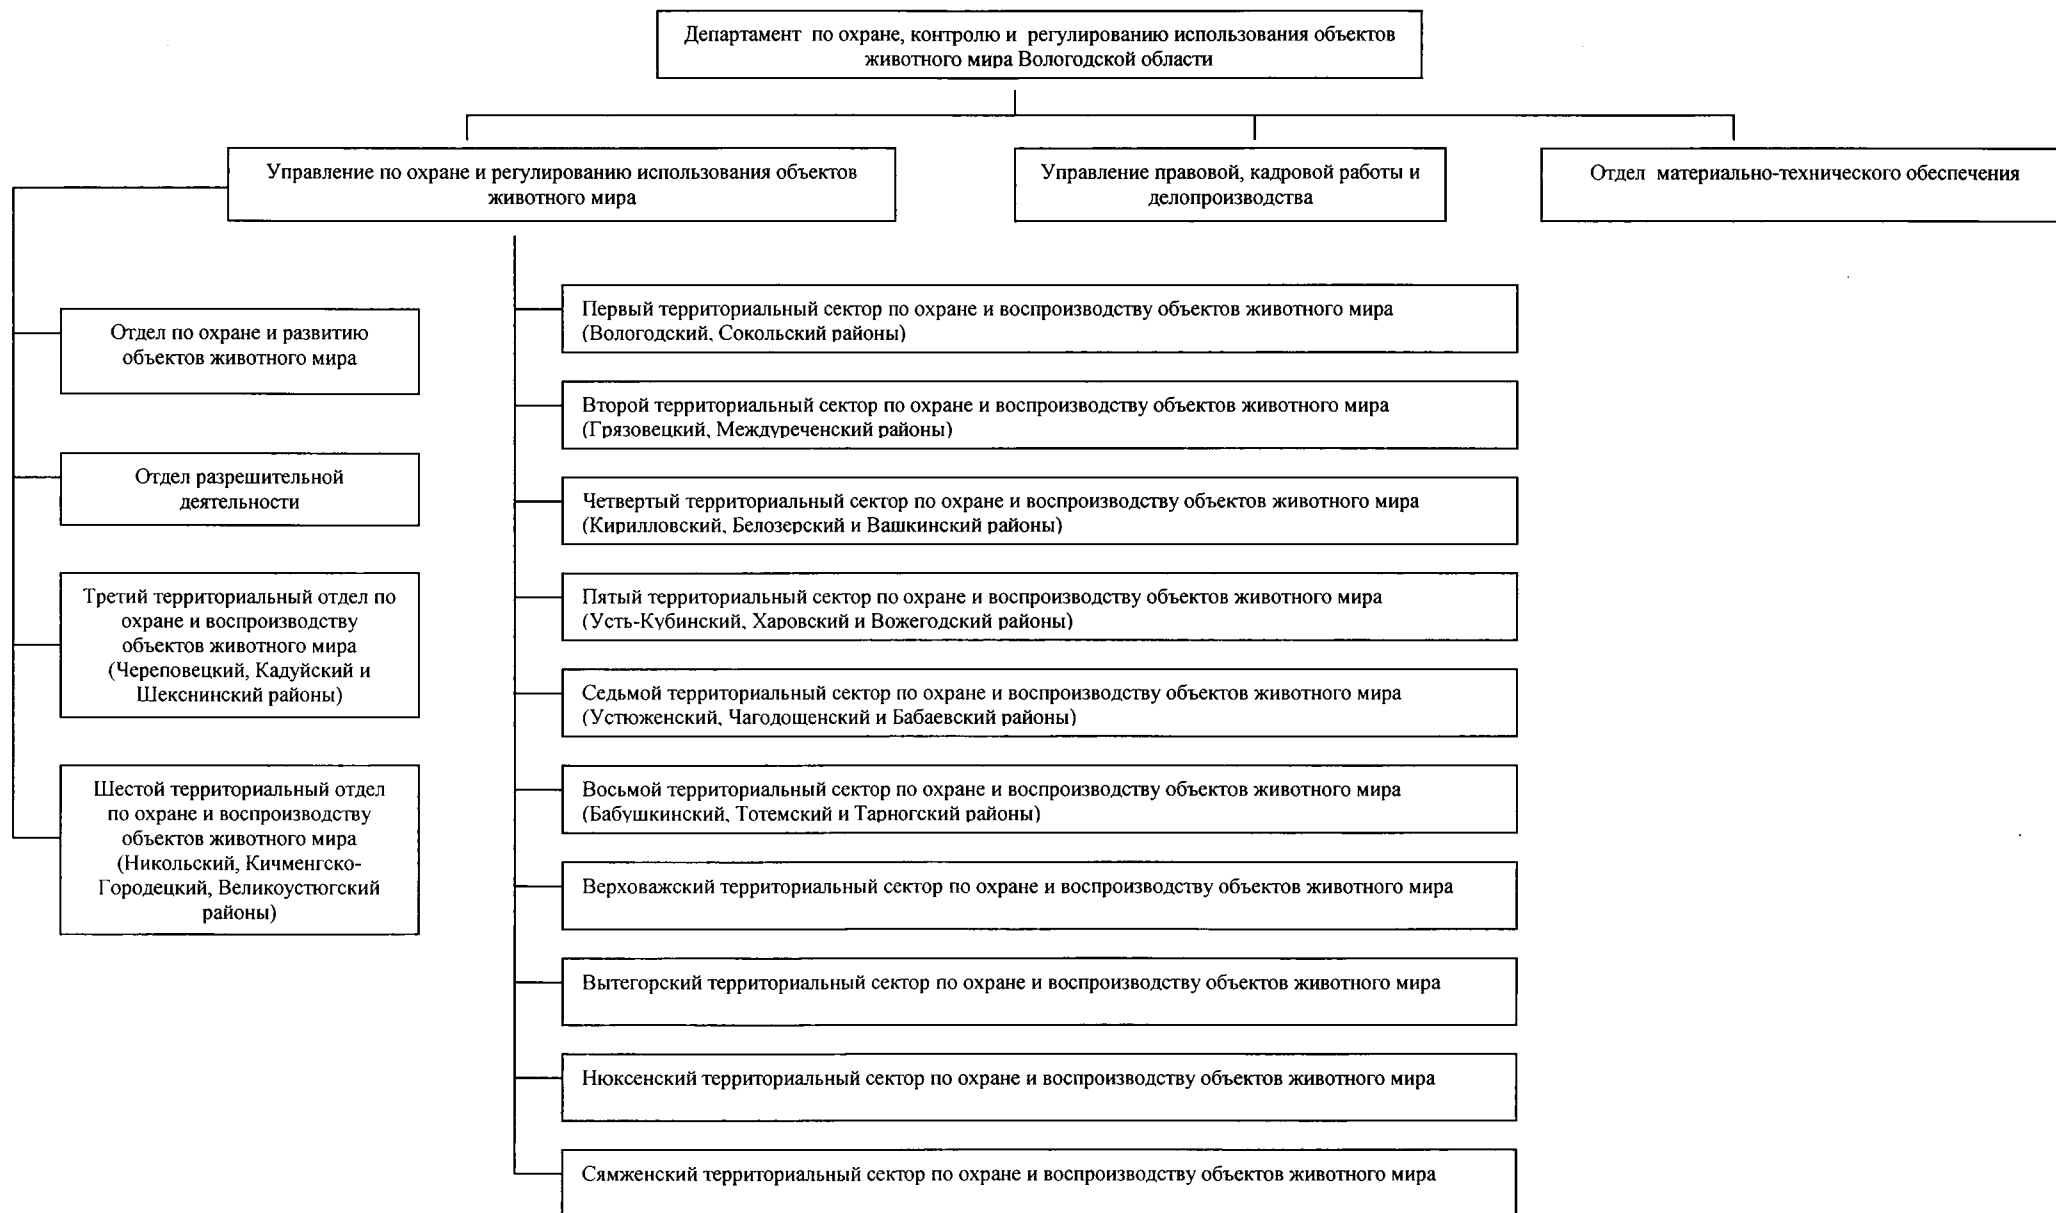 Департамент по охране, контролю и регулированию использования объектов
животного мира Вологодской области
Управление по охране и регулированию использования объектов
животного мира
Управление правовой, кадровой работы и
делопроизводства
Отдел материально-технического обеспечения
Отдел по охране и развитию
объектов животного мира
Отдел разрешительной
деятельности
Третий территориальный отдел по
охране и воспроизводству
объектов животного мира
(Череповецкий, Кадуйский и
Шекснинский районы)
Шестой территориальный отдел
по охране и воспроизводству
объектов животного мира
(Никольский, Кичменгско-
Городецкий, Великоустюгский
районы)
Первый территориальный сектор по охране и воспроизводству объектов животного мира
(Вологодский, Сокольский районы)
Второй территориальный сектор по охране и воспроизводству объектов животного мира
(Грязовецкий, Междуреченский районы)
Четвертый территориальный сектор по охране и воспроизводству объектов животного мира
(Кирилловский, Белозерский и Вашкинский районы)
Пятый территориальный сектор по охране и воспроизводству объектов животного мира
(Усть-Кубинский, Харовский и Вожегодский районы)
Седьмой территориальный сектор по охране и воспроизводству объектов животного мира
(Устюженский, Чагодощенский и Бабаевский районы)
Восьмой территориальный сектор по охране и воспроизводству объектов животного мира
(Бабушкинский, Тотемский и Тарногский районы)
Верховажский территориальный сектор по охране и воспроизводству объектов животного мира
Вытегорский территориальный сектор по охране и воспроизводству объектов животного мира
Нюксенский территориальный сектор по охране и воспроизводству объектов животного мира
Сямженский территориальный сектор по охране и воспроизводству объектов животного мира